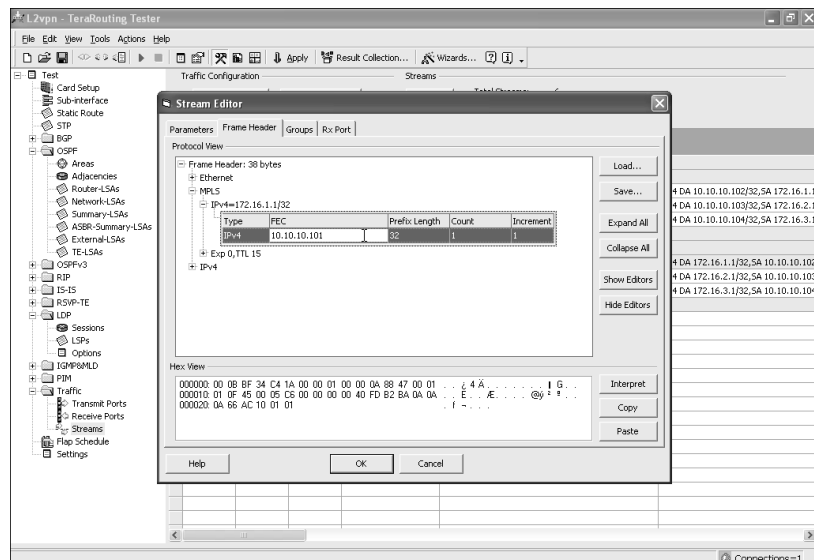 L2vpn - TeraRouting Tester
File Edit View Tools Actions Help
Apply Result Collection... Wizards...
Test
Card Setup
Sub-interface
Static Route
STP
BGP
OSPF
Areas
Adjacencies
Router-LSAs
Network-LSAs
Summary-LSAs
ASBR-Summary-LSAs
External-LSAs
TE-LSAs
OSPFv3
RIP
IS-IS
RSVP-TE
LDP
Sessions
LSPs
Options
IGMP&MLD
PIM
Traffic
Transmit Ports
Receive Ports
Streams
Flap Schedule
Settings
Traffic Configuration
Streams
Stream Editor
Parameters Frame Header Groups Rx Port
Protocol View
Frame Header: 38 bytes
Ethernet
MPLS
IPv4=172.16.1.1/32
Type FEC Prefix Length Count Increment
IPv4 10.10.10.101 32 1 1
Exp 0,TTL 15
IPv4
Load...
Save...
Expand All
Collapse All
Show Editors
Hide Editors
Hex View
000000: 00 0B BF 34 C4 1A 00 00 01 00 00 0A 88 47 00 01 . . ¿ 4 Ä . . . . . . . ‖ G . .
000010: 01 0F 45 00 05 C6 00 00 00 00 40 FD B2 BA 0A 0A . . E . . Æ . . . . @ý ² º . .
000020: 0A 66 AC 10 01 01 . f ¬ . . .
Interpret
Copy
Paste
Help OK Cancel
4 DA 10.10.10.102/32,SA 172.16.1.1
4 DA 10.10.10.103/32,SA 172.16.2.1
4 DA 10.10.10.104/32,SA 172.16.3.1
4 DA 172.16.1.1/32,SA 10.10.10.102
4 DA 172.16.2.1/32,SA 10.10.10.103
4 DA 172.16.3.1/32,SA 10.10.10.104
Connections=1